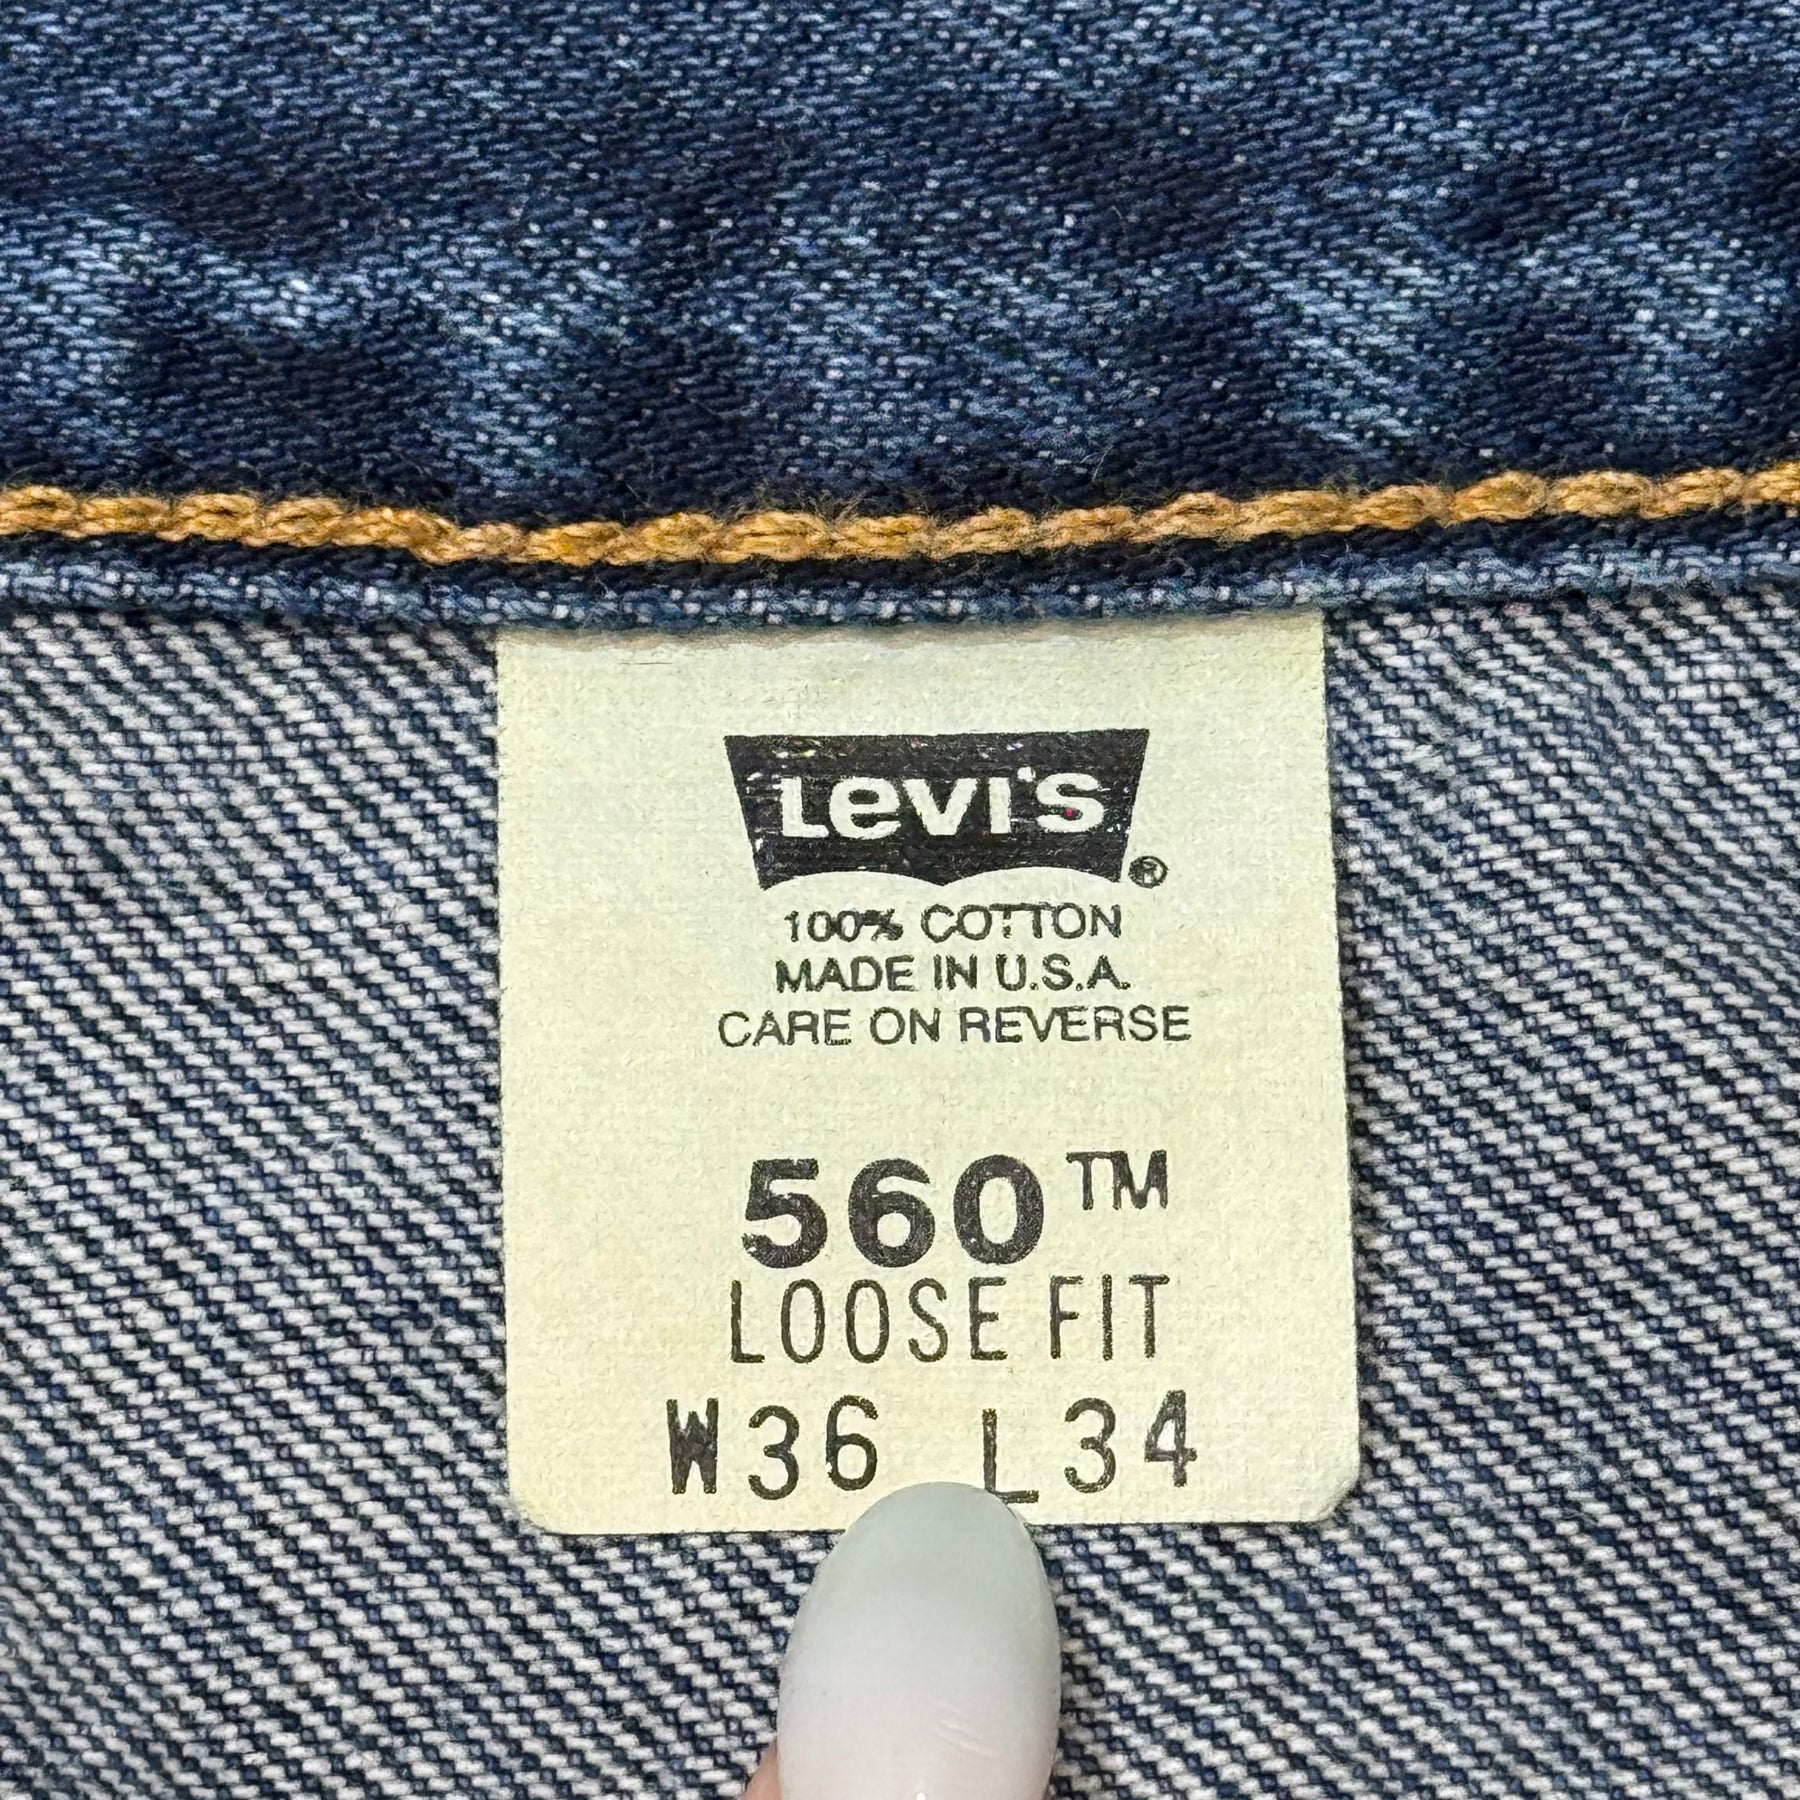 Levi's ®
100% COTTON
MADE IN U.S.A.
CARE ON REVERSE
560™
LOOSE FIT
W36 L34